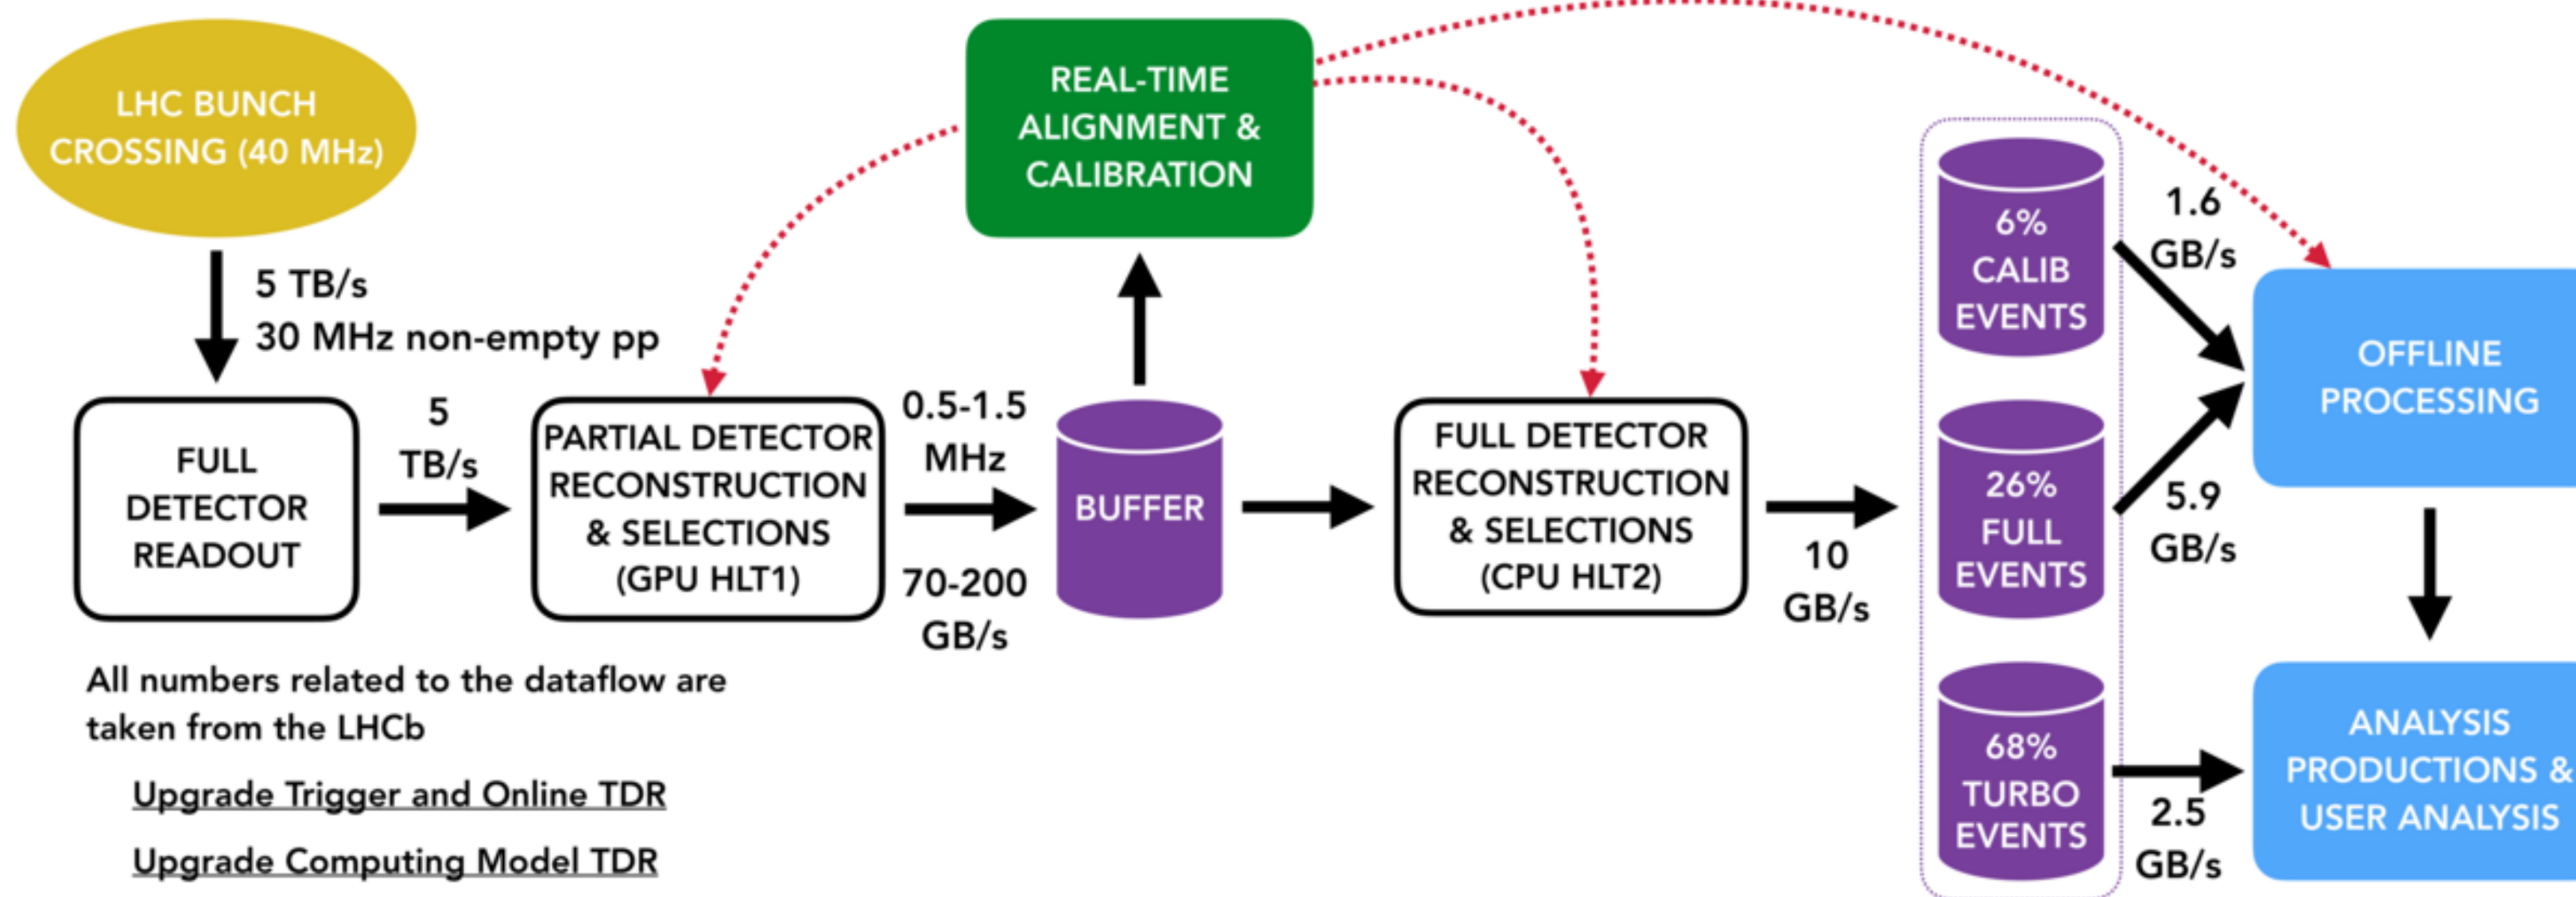 LHC BUNCH
CROSSING (40 MHz)
5 TB/s
30 MHz non-empty pp
FULL
DETECTOR
READOUT
5
TB/s
PARTIAL DETECTOR
RECONSTRUCTION
& SELECTIONS
(GPU HLT1)
0.5-1.5
MHz
70-200
GB/s
BUFFER
REAL-TIME
ALIGNMENT &
CALIBRATION
FULL DETECTOR
RECONSTRUCTION
& SELECTIONS
(CPU HLT2)
10
GB/s
6%
CALIB
EVENTS
26%
FULL
EVENTS
68%
TURBO
EVENTS
1.6
GB/s
5.9
GB/s
2.5
GB/s
OFFLINE
PROCESSING
ANALYSIS
PRODUCTIONS &
USER ANALYSIS
All numbers related to the dataflow are
taken from the LHCb
Upgrade Trigger and Online TDR
Upgrade Computing Model TDR